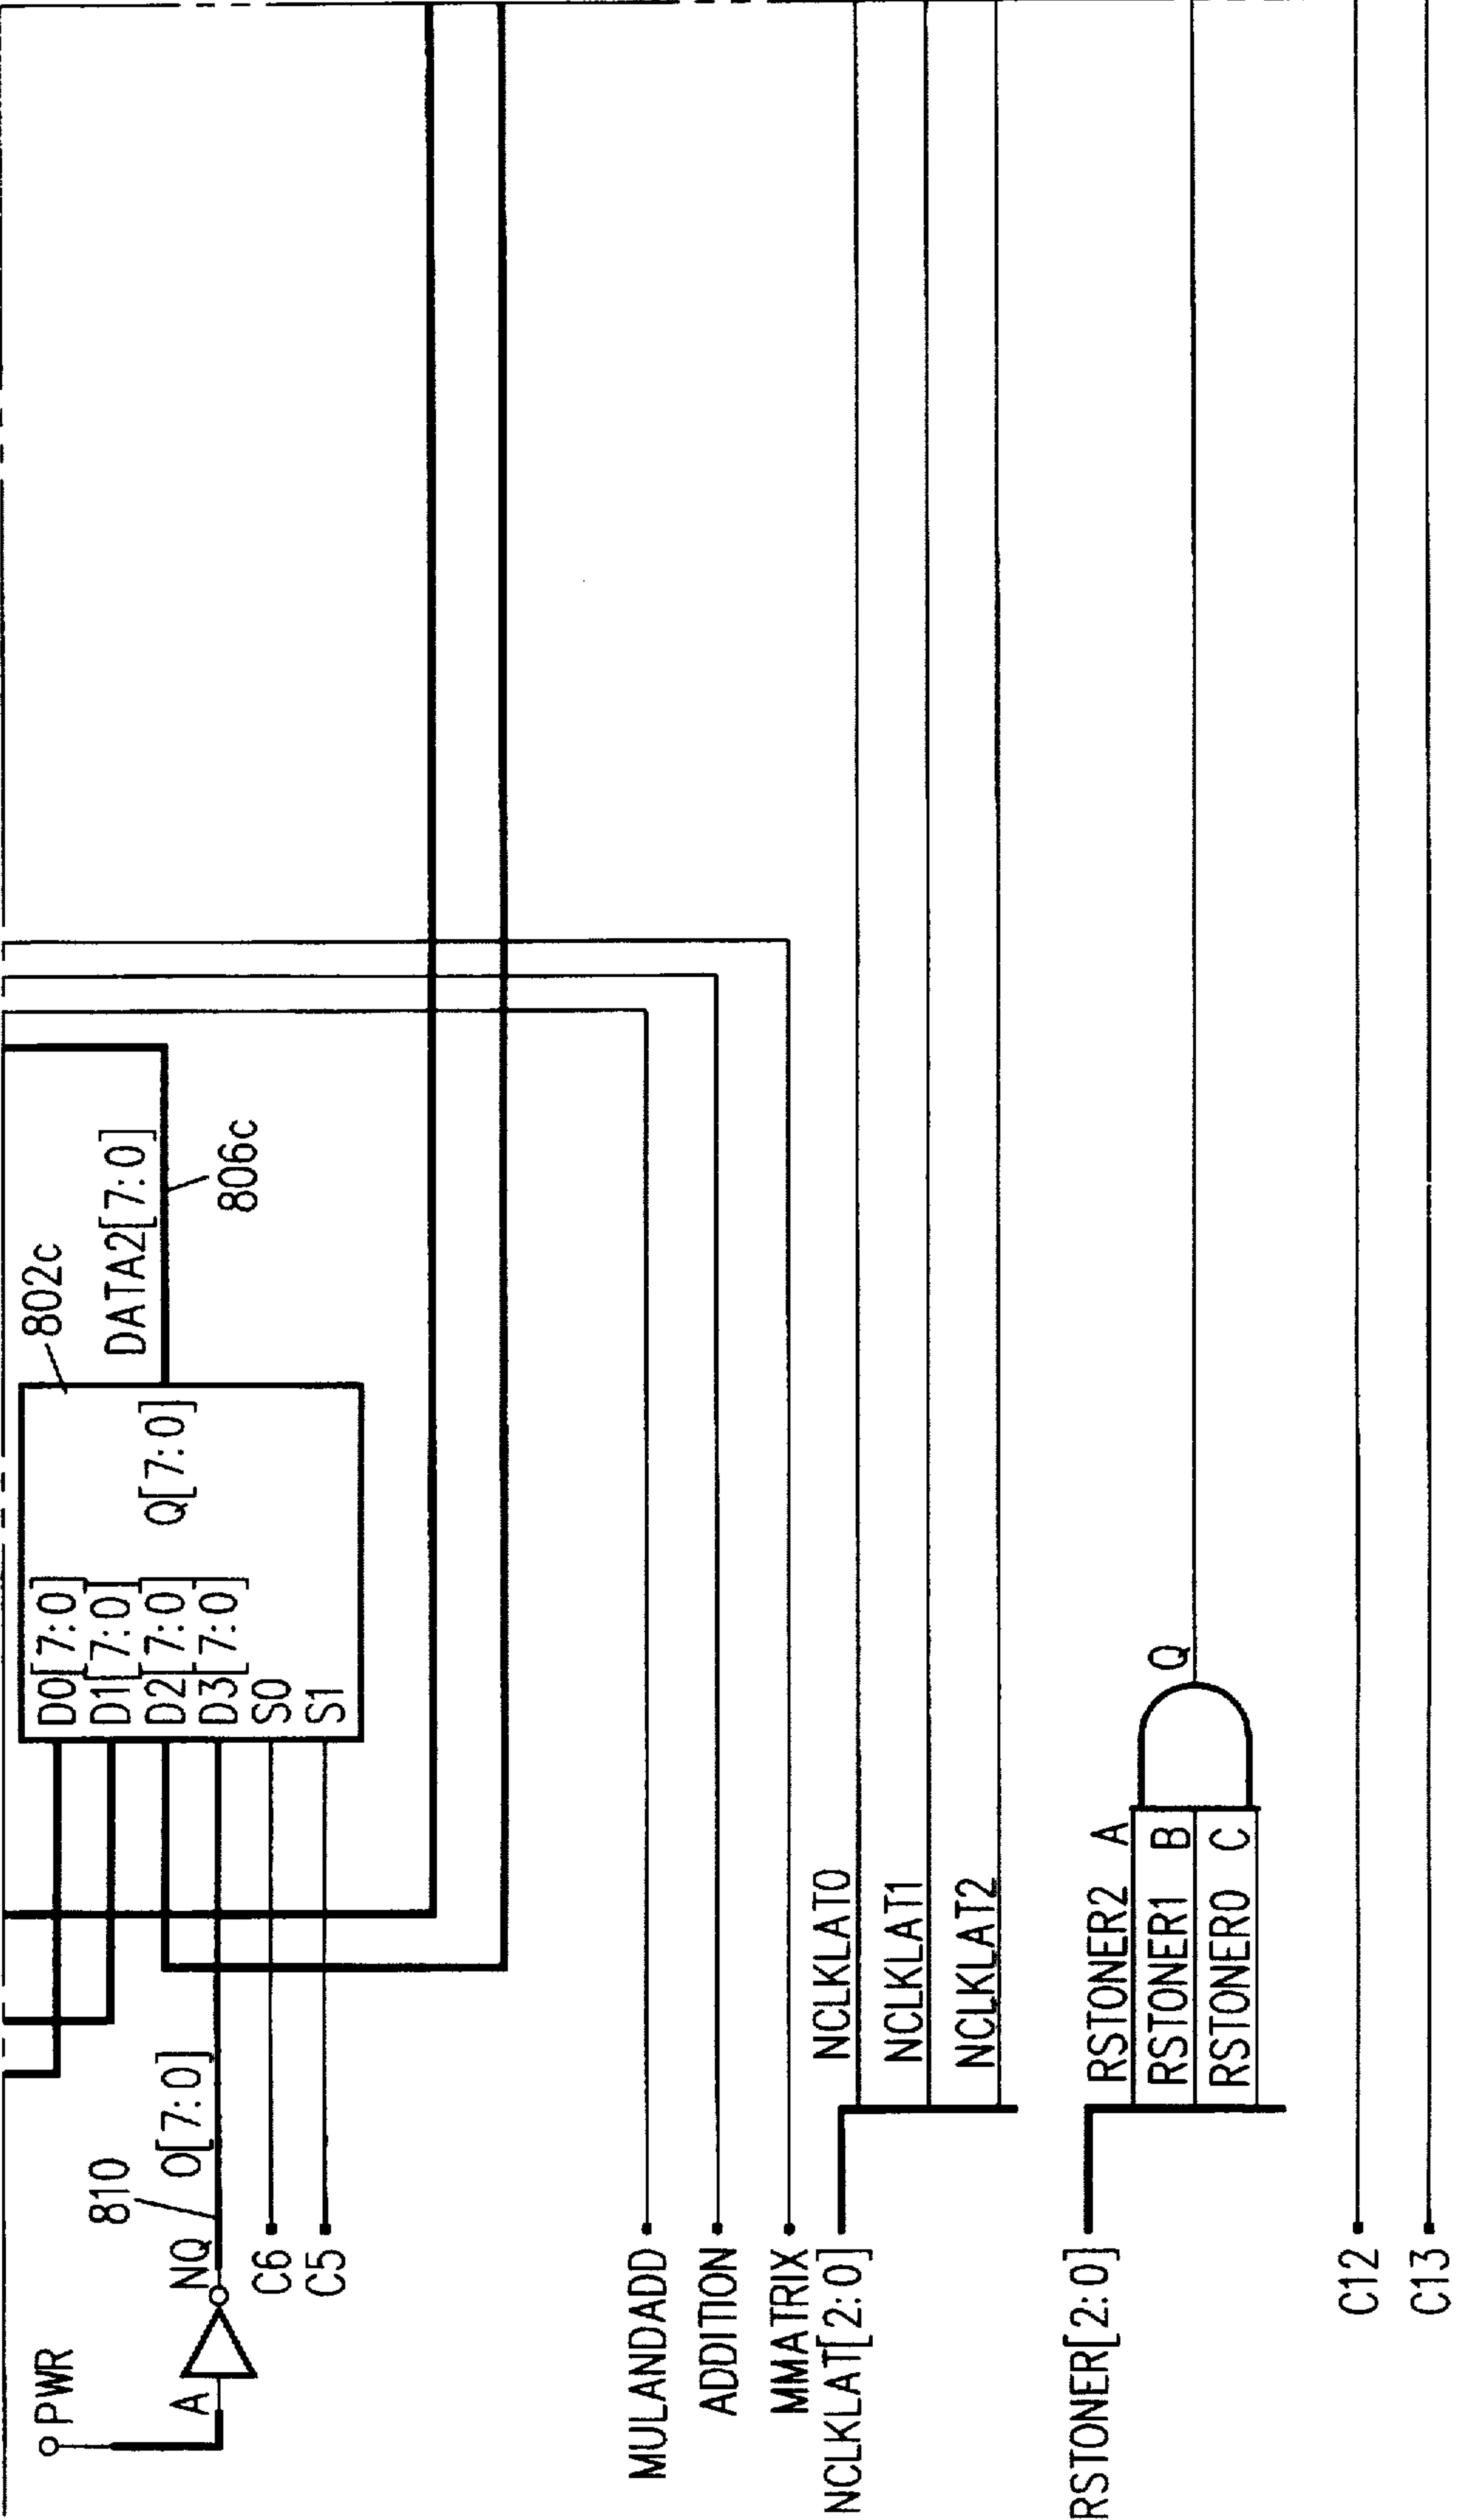 802c
D0[7:0]
D1[7:0]
D2[7:0]
D3[7:0]
S0
S1
Q[7:0]
DATA2[7:0]
806c
PWR
A
NQ
810
O[7:0]
C6
C5
MULANDADD
ADDITION
MMATRIX
NCLKLAT[2:0]
NCLKLAT0
NCLKLAT1
NCLKLAT2
RSTONER[2:0]
RSTONER2 A
RSTONER1 B
RSTONER0 C
Q
C12
C13